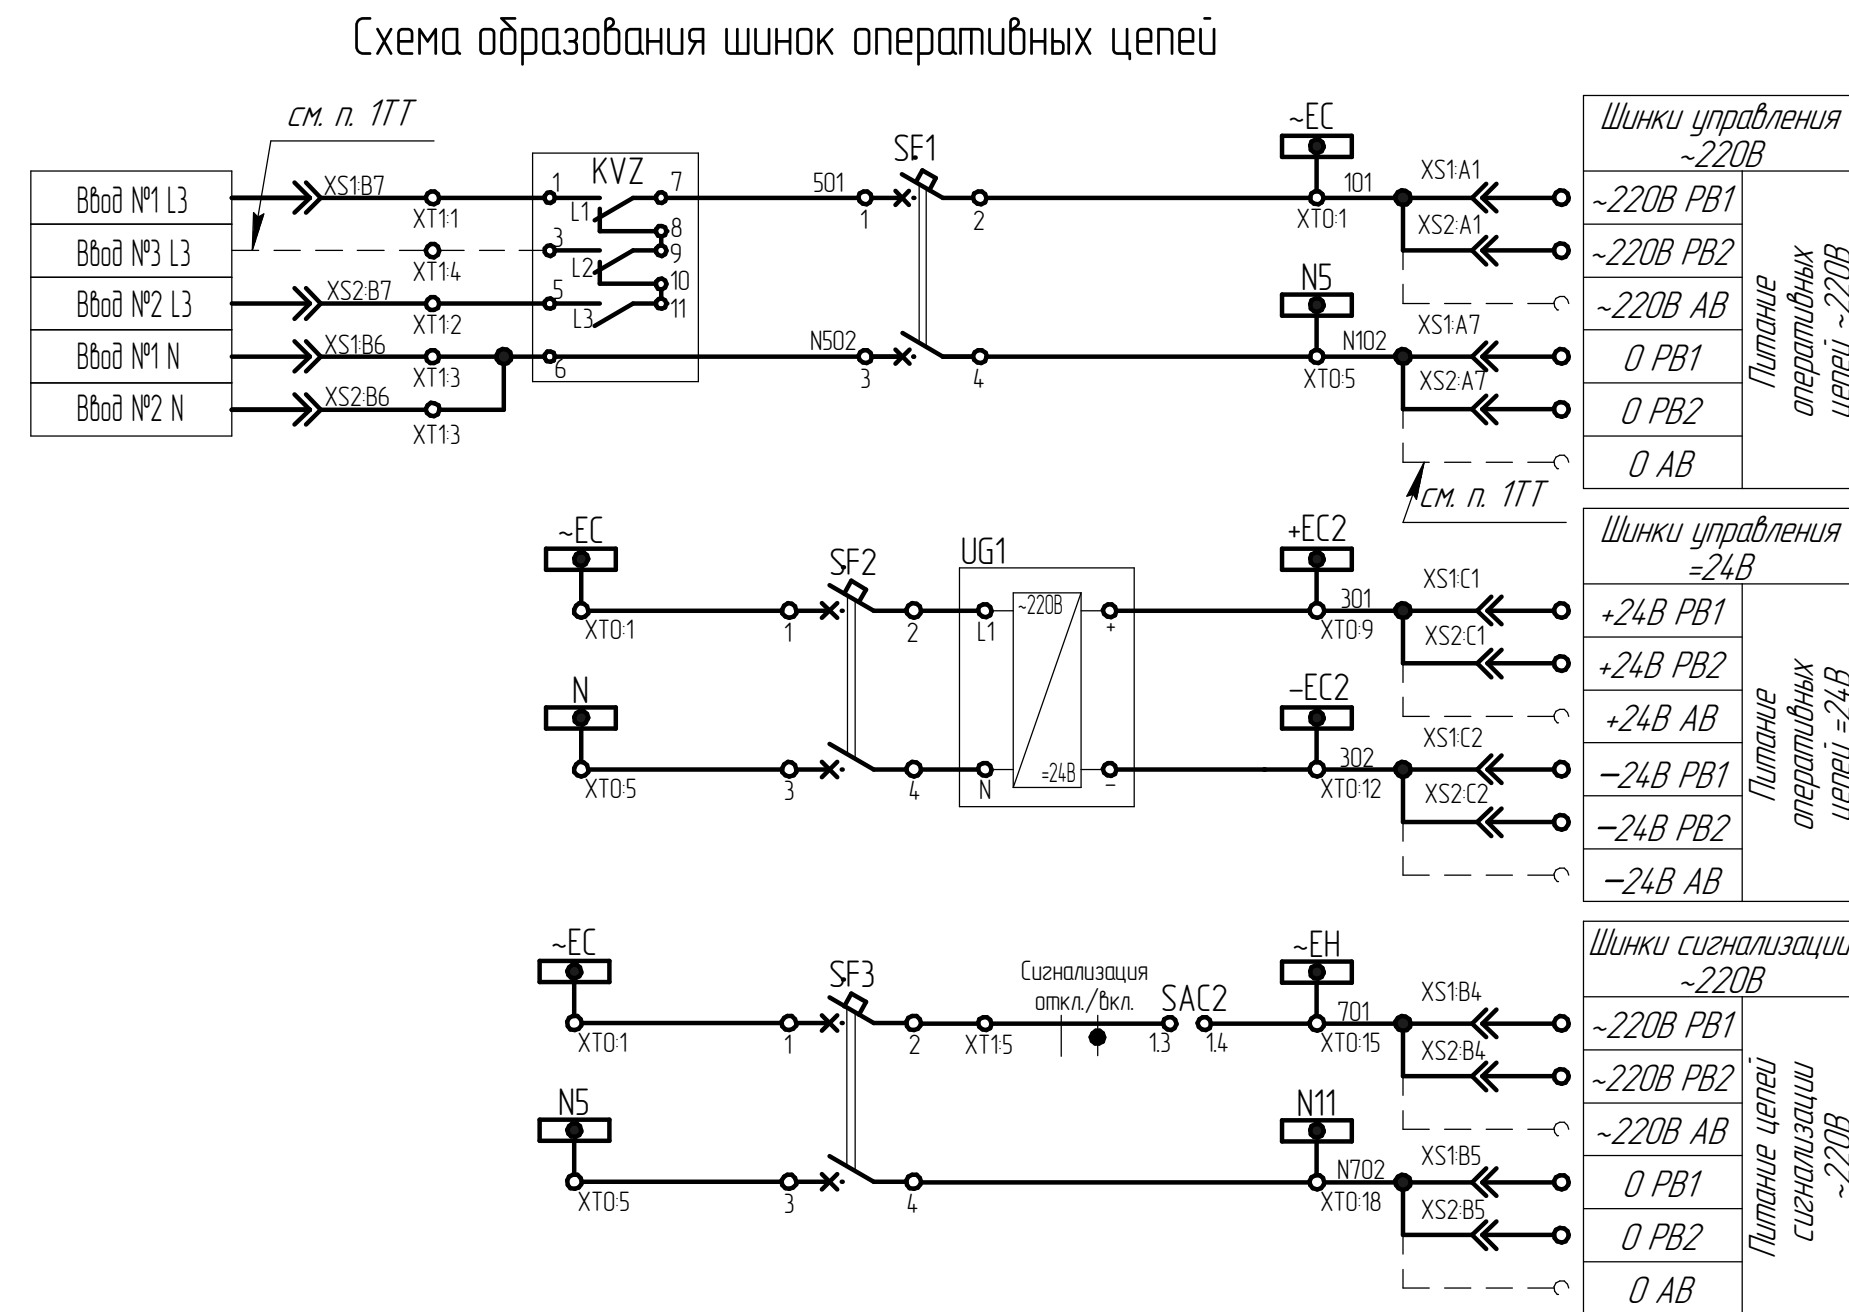 Схема образования шинок оперативных цепей
см. п. 1ТТ
Ввод №1 L3
Ввод №3 L3
Ввод №2 L3
Ввод №1 N
Ввод №2 N
XS1:B7
XT1:1
XT1:4
XS2:B7
XT1:2
XS1:B6
XT1:3
XS2:B6
XT1:3
KVZ
1
7
L1
8
3
9
L2
10
5
11
L3
6
501
1
SF1
2
N502
3
4
~EC
101
XT0:1
N5
N102
XT0:5
XS1:A1
XS2:A1
XS1:A7
XS2:A7
см. п. 1ТТ
Шинки управления
~220В
~220В РВ1
~220В РВ2
~220В АВ
0 РВ1
0 РВ2
0 АВ
Питание
оперативных
цепей ~220В
~EC
XT0:1
N
XT0:5
SF2
1
2
3
4
UG1
L1
~220В
+
N
=24В
–
+EC2
301
XT0:9
–EC2
302
XT0:12
XS1:C1
XS2:C1
XS1:C2
XS2:C2
Шинки управления
=24В
+24В РВ1
+24В РВ2
+24В АВ
–24В РВ1
–24В РВ2
–24В АВ
Питание
оперативных
цепей =24В
~EC
XT0:1
N5
XT0:5
SF3
1
2
3
4
XT1:5
Сигнализация
откл./вкл.
SAC2
1.3
1.4
~EH
701
XT0:15
N11
N702
XT0:18
XS1:B4
XS2:B4
XS1:B5
XS2:B5
Шинки сигнализации
~220В
~220В РВ1
~220В РВ2
~220В АВ
0 РВ1
0 РВ2
0 АВ
Питание цепей
сигнализации
~220В